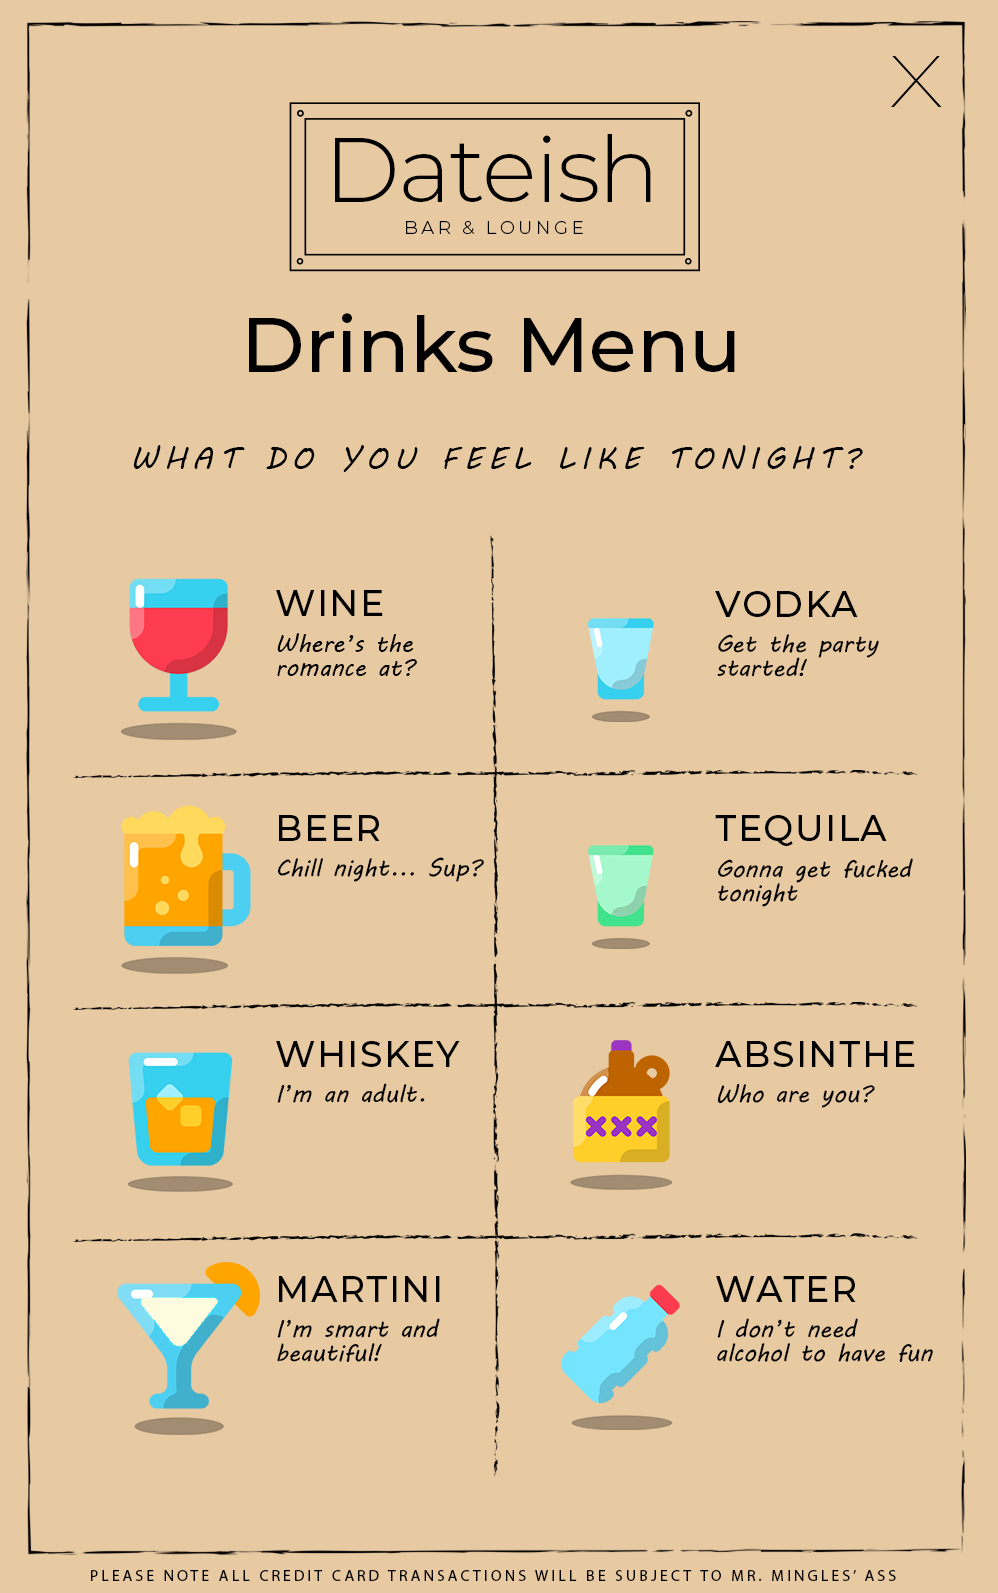 Dateish
BAR & LOUNGE
Drinks Menu
WHAT DO YOU FEEL LIKE TONIGHT?
WINE
Where's the
romance at?
VODKA
Get the party
started!
BEER
Chill night... Sup?
TEQUILA
Gonna get fucked
tonight
WHISKEY
I'm an adult.
ABSINTHE
Who are you?
XXX
MARTINI
I'm smart and
beautiful!
WATER
I don't need
alcohol to have fun
PLEASE NOTE ALL CREDIT CARD TRANSACTIONS WILL BE SUBJECT TO MR. MINGLES' ASS